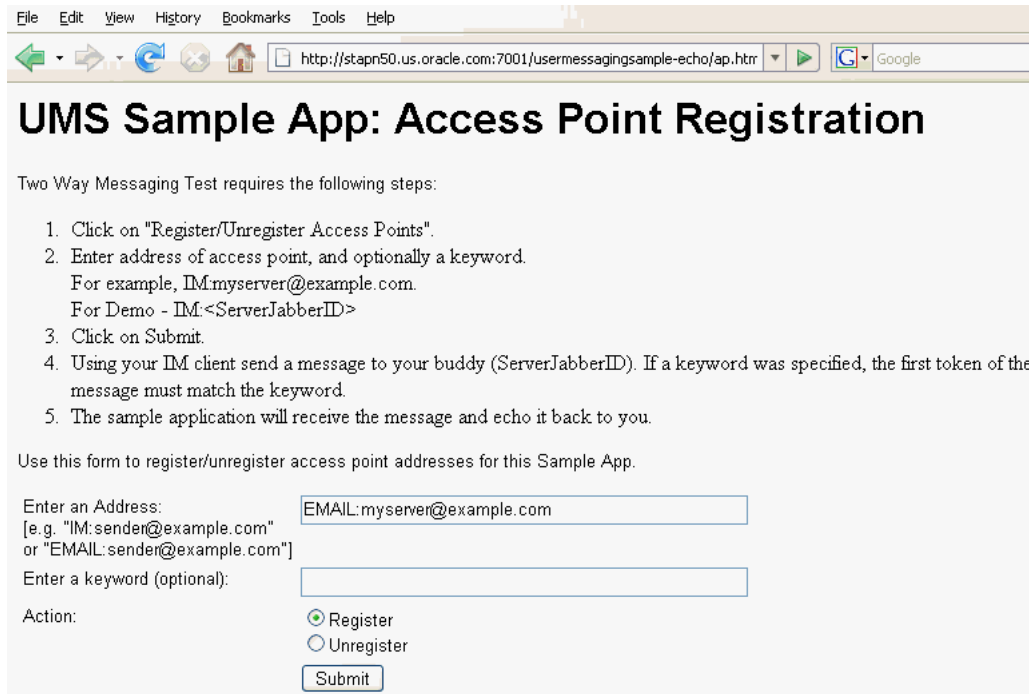 File Edit View History Bookmarks Tools Help
http://stapn50.us.oracle.com:7001/usermessagingsample-echo/ap.htm
G Google
UMS Sample App: Access Point Registration
Two Way Messaging Test requires the following steps:
1. Click on "Register/Unregister Access Points".
2. Enter address of access point, and optionally a keyword.
For example, IM:myserver@example.com.
For Demo - IM:<ServerJabberID>
3. Click on Submit.
4. Using your IM client send a message to your buddy (ServerJabberID). If a keyword was specified, the first token of the
message must match the keyword.
5. The sample application will receive the message and echo it back to you.
Use this form to register/unregister access point addresses for this Sample App.
Enter an Address: EMAIL:myserver@example.com
[e.g. "IM:sender@example.com"
or "EMAIL:sender@example.com"]
Enter a keyword (optional):
Action: Register
Unregister
Submit